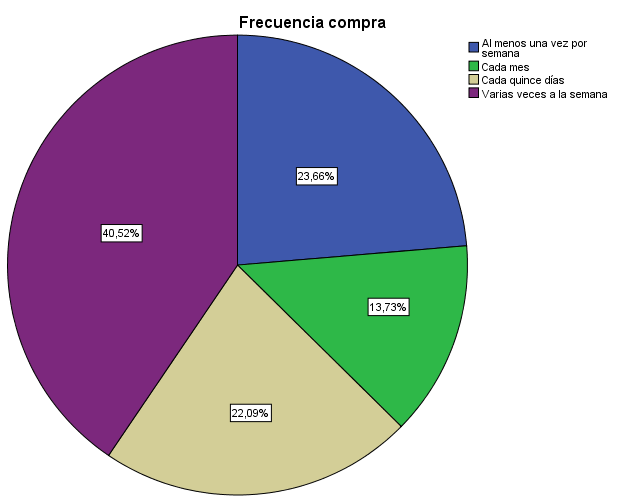 Frecuencia compra
Al menos una vez por
semana
Cada mes
Cada quince días
Varias veces a la semana
23,66%
40,52%
13,73%
22,09%